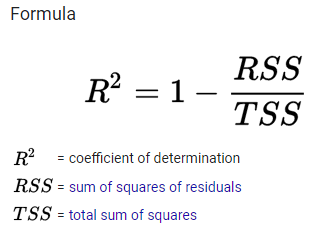 Formula
R² = 1 − RSS / TSS
R² = coefficient of determination
RSS = sum of squares of residuals
TSS = total sum of squares